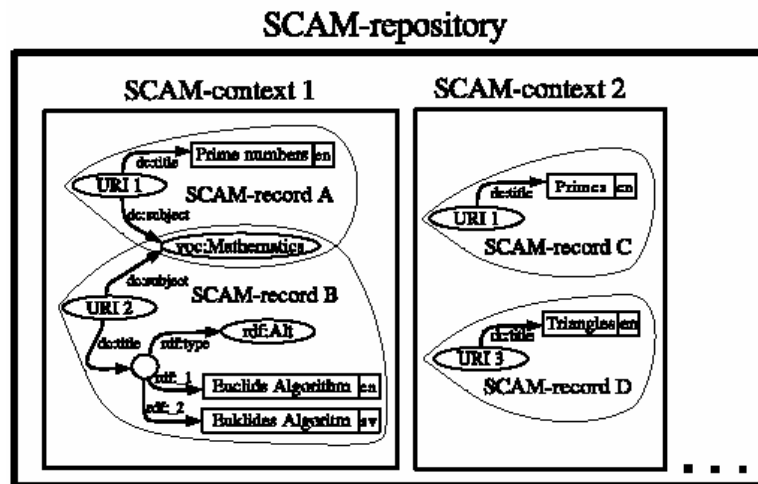 SCAM-repository
SCAM-context 1
SCAM-context 2
Prime numbers en
dc:title
URI 1
SCAM-record A
dc:subject
voc:Mathematics
dc:subject
SCAM-record B
URI 2
dc:title
rdf:type
rdf:Alt
rdf:_1
Euclids Algorithm en
rdf:_2
Euklides Algoritm sv
Primes en
dc:title
URI 1
SCAM-record C
Triangles en
dc:title
URI 3
SCAM-record D
. . .